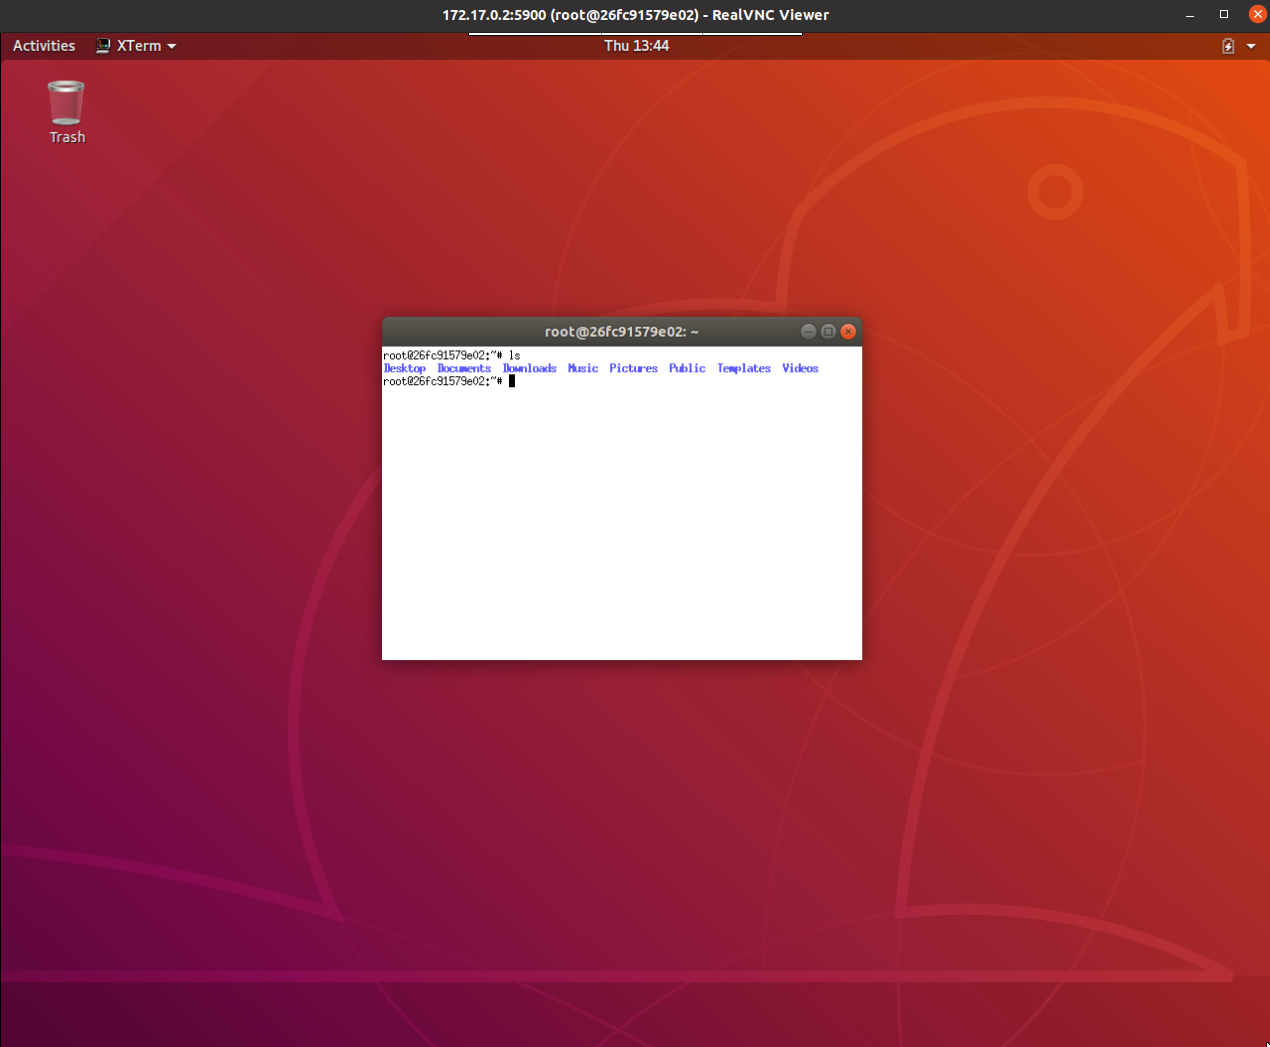 172.17.0.2:5900 (root@26fc91579e02) - RealVNC Viewer
Activities XTerm Thu 13:44
Trash
root@26fc91579e02: ~
root@26fc91579e02:~# ls
Desktop Documents Downloads Music Pictures Public Templates Videos
root@26fc91579e02:~#